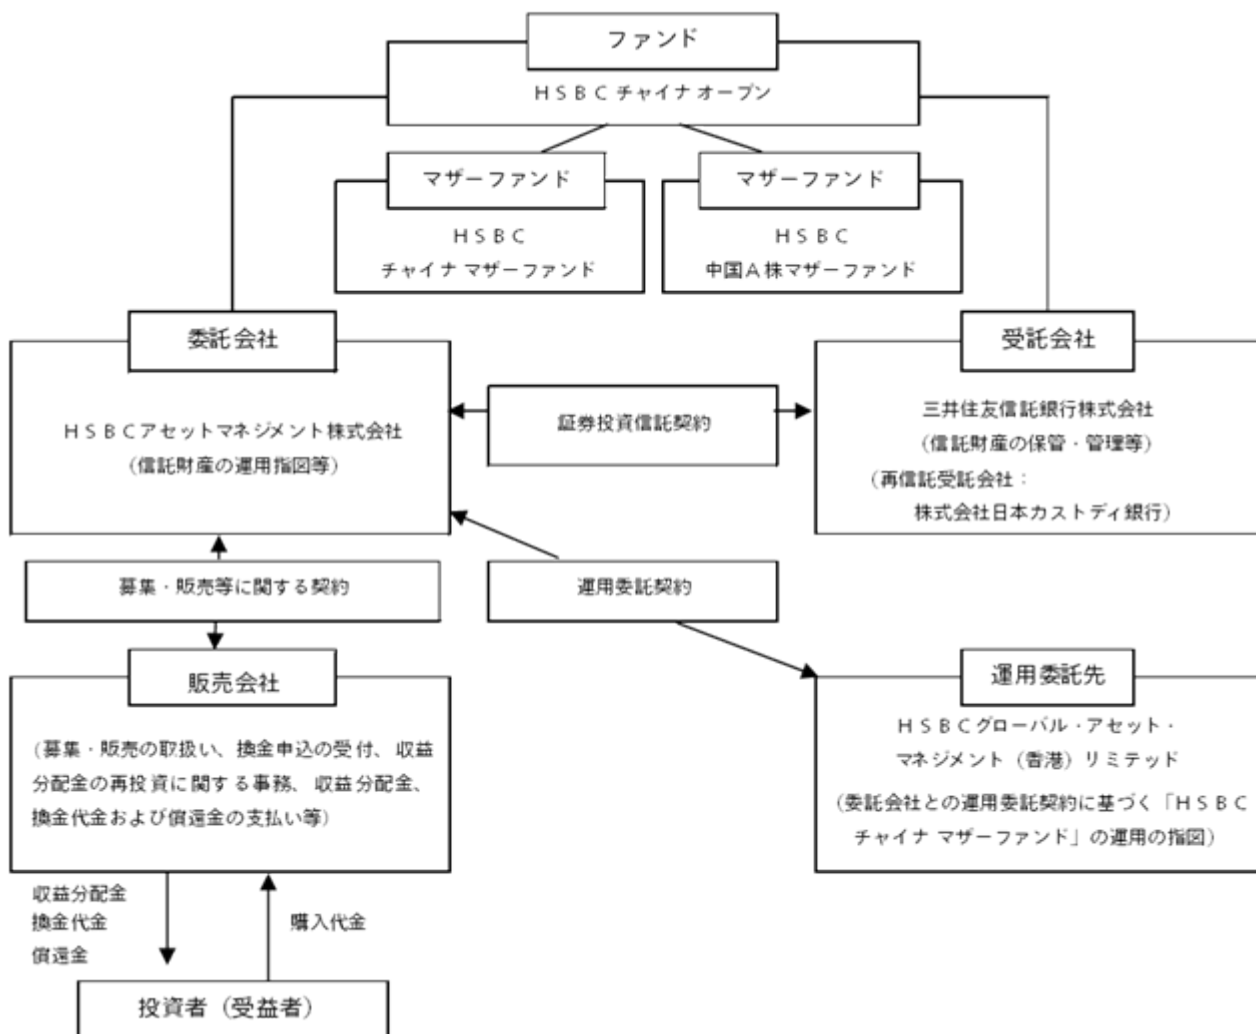 ファンド
ＨＳＢＣ チャイナ オープン
マザーファンド
ＨＳＢＣ
チャイナ マザーファンド
マザーファンド
ＨＳＢＣ
中国Ａ株マザーファンド
委託会社
ＨＳＢＣアセットマネジメント株式会社
（信託財産の運用指図等）
証券投資信託契約
受託会社
三井住友信託銀行株式会社
（信託財産の保管・管理等）
（再信託受託会社：
株式会社日本カストディ銀行）
募集・販売等に関する契約
運用委託契約
販売会社
（募集・販売の取扱い、換金申込の受付、収益
分配金の再投資に関する事務、収益分配金、
換金代金および償還金の支払い等）
運用委託先
ＨＳＢＣグローバル・アセット・
マネジメント（香港）リミテッド
（委託会社との運用委託契約に基づく「ＨＳＢＣ
チャイナ マザーファンド」の運用の指図）
収益分配金
換金代金
償還金
購入代金
投資者（受益者）